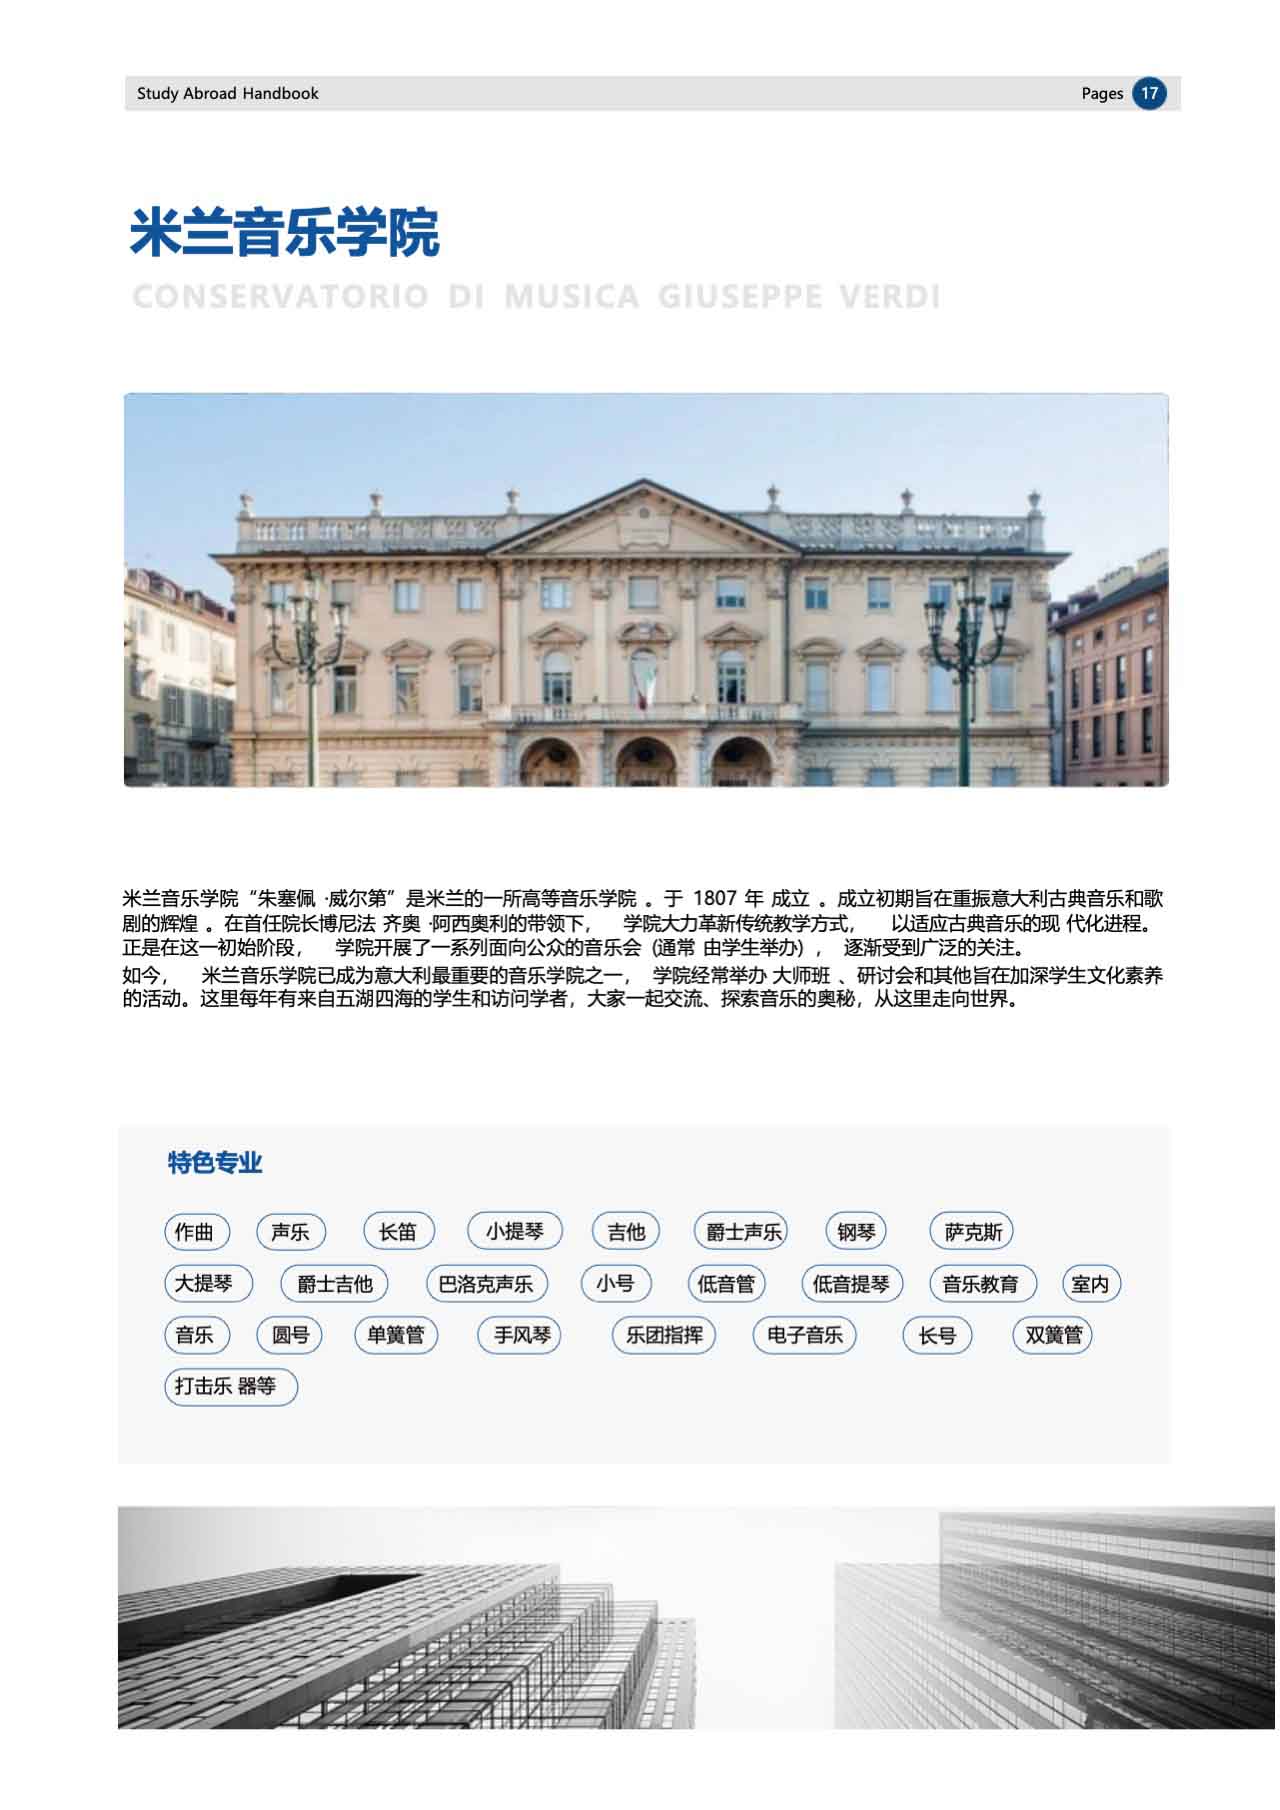 Study Abroad Handbook Pages 17
米兰音乐学院
CONSERVATORIO DI MUSICA GIUSEPPE VERDI
米兰音乐学院“朱塞佩 ·威尔第”是米兰的一所高等音乐学院 。于 1807 年 成立 。成立初期旨在重振意大利古典音乐和歌
剧的辉煌 。在首任院长博尼法 齐奥 ·阿西奥利的带领下， 学院大力革新传统教学方式， 以适应古典音乐的现 代化进程。
正是在这一初始阶段， 学院开展了一系列面向公众的音乐会 (通常 由学生举办) ， 逐渐受到广泛的关注。
如今， 米兰音乐学院已成为意大利最重要的音乐学院之一， 学院经常举办 大师班 、研讨会和其他旨在加深学生文化素养
的活动。这里每年有来自五湖四海的学生和访问学者，大家一起交流、探索音乐的奥秘，从这里走向世界。
特色专业
作曲 声乐 长笛 小提琴 吉他 爵士声乐 钢琴 萨克斯
大提琴 爵士吉他 巴洛克声乐 小号 低音管 低音提琴 音乐教育 室内
音乐 圆号 单簧管 手风琴 乐团指挥 电子音乐 长号 双簧管
打击乐 器等